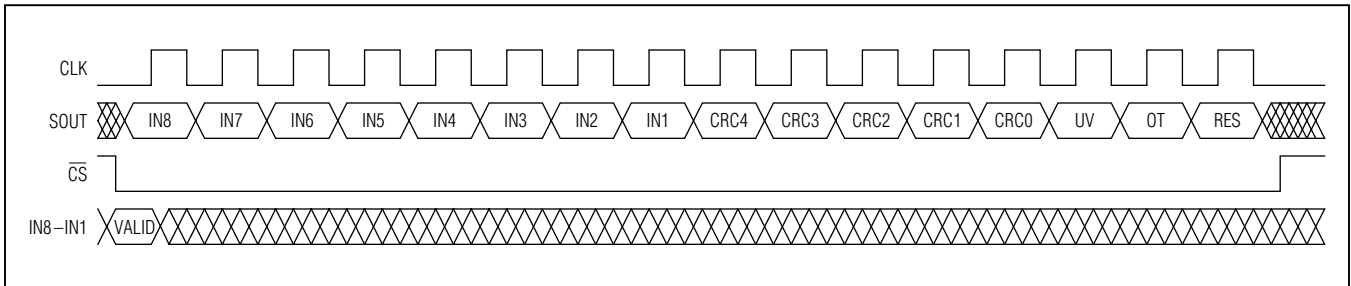 CLK
SOUT IN8 IN7 IN6 IN5 IN4 IN3 IN2 IN1 CRC4 CRC3 CRC2 CRC1 CRC0 UV OT RES
CS
IN8–IN1 VALID